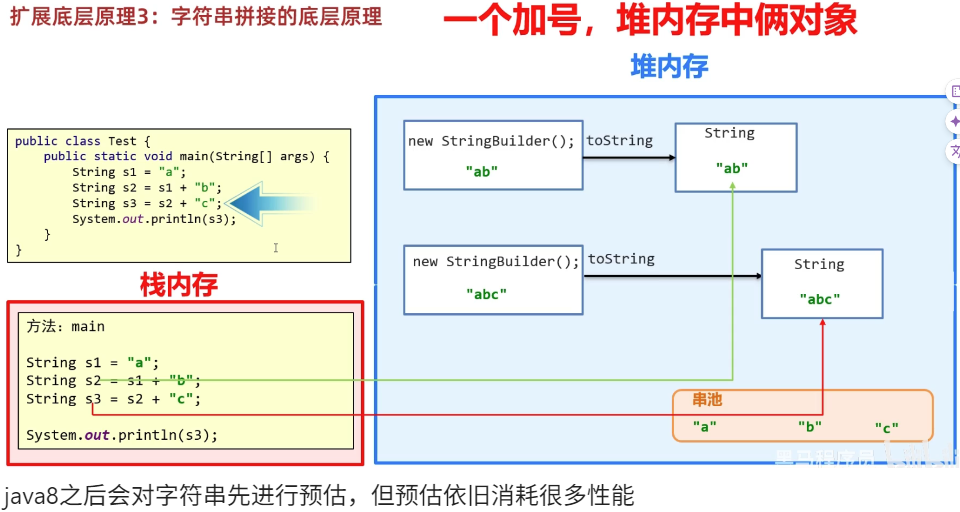 扩展底层原理3：字符串拼接的底层原理
一个加号，堆内存中俩对象
堆内存
public class Test {
public static void main(String[] args) {
String s1 = "a";
String s2 = s1 + "b";
String s3 = s2 + "c";
System.out.println(s3);
}
}
new StringBuilder();
"ab"
toString
String
"ab"
new StringBuilder();
"abc"
toString
String
"abc"
栈内存
方法：main
String s1 = "a";
String s2 = s1 + "b";
String s3 = s2 + "c";
System.out.println(s3);
串池
"a" "b" "c"
黑马程序员
java8之后会对字符串先进行预估，但预估依旧消耗很多性能